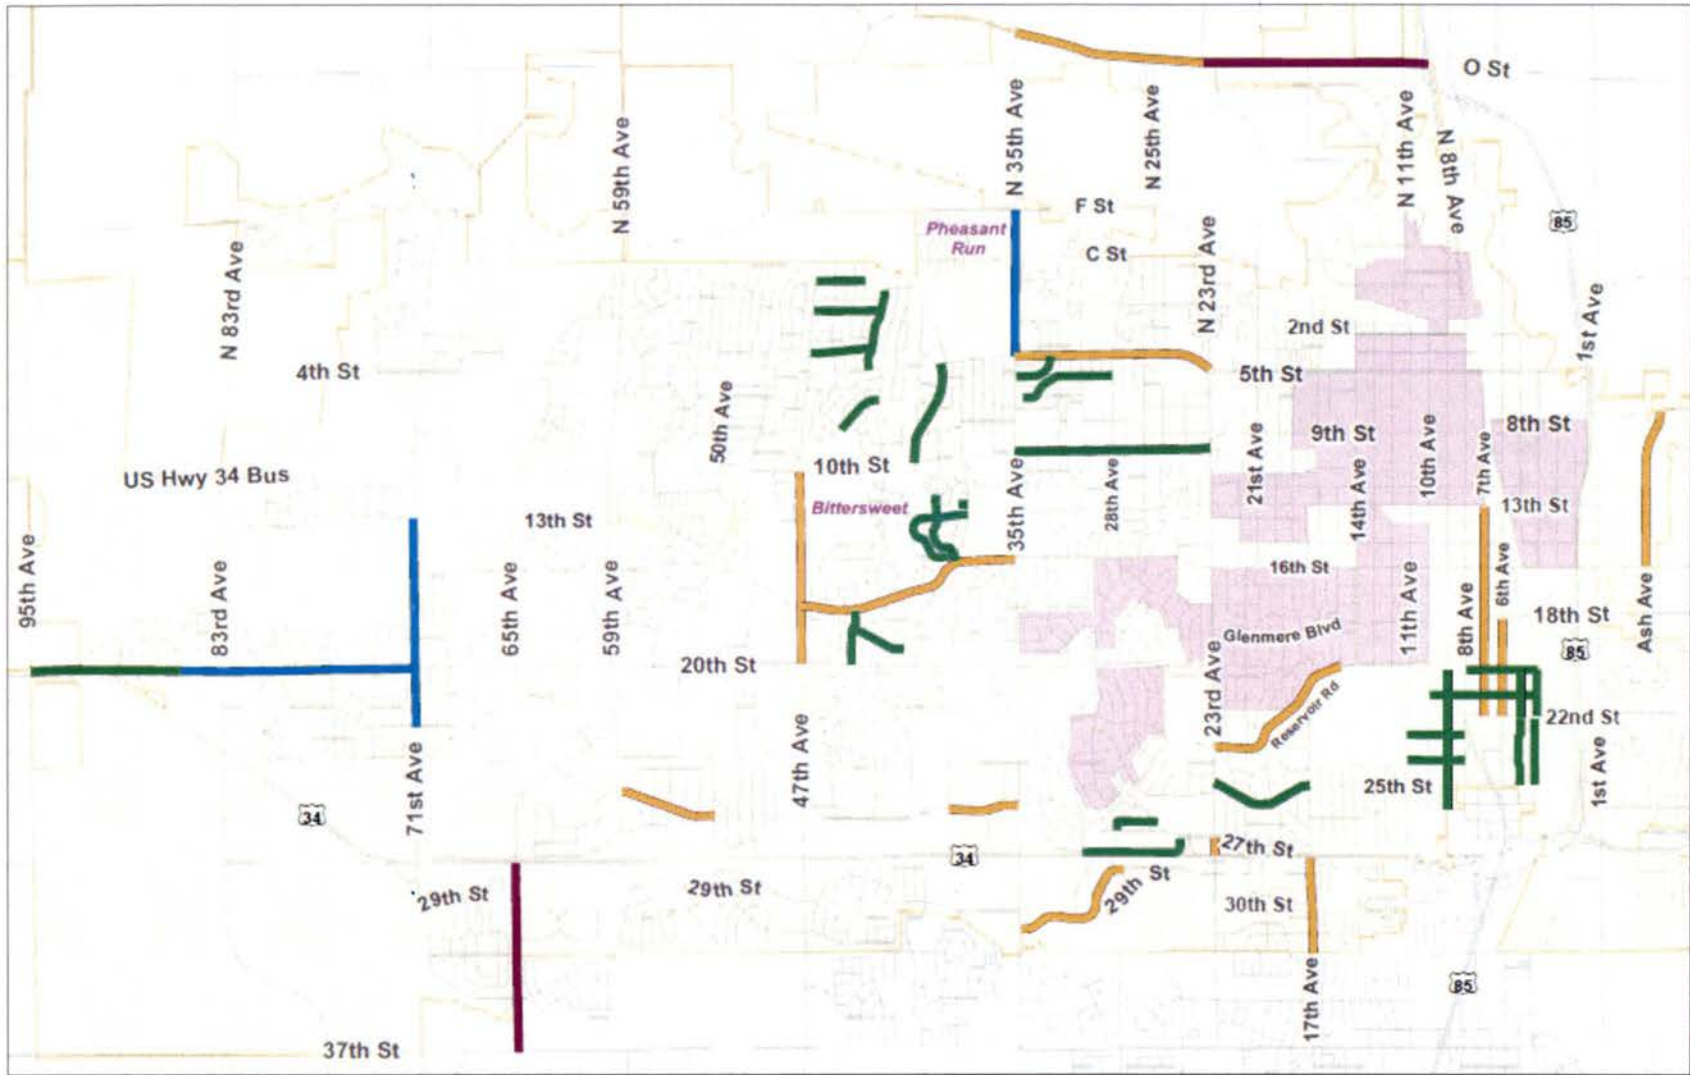 O St
N 35th Ave
N 25th Ave
N 11th Ave
N 8th Ave
N 59th Ave
F St
85
Pheasant
Run
C St
N 83rd Ave
N 23rd Ave
2nd St
1st Ave
4th St
5th St
50th Ave
9th St
8th St
10th St
21st Ave
10th Ave
7th Ave
US Hwy 34 Bus
Bittersweet
35th Ave
28th Ave
14th Ave
13th St
13th St
95th Ave
83rd Ave
65th Ave
59th Ave
16th St
11th Ave
8th Ave
6th Ave
18th St
Ash Ave
Glenmere Blvd
85
20th St
23rd Ave
Reservoir Rd
22nd St
71st Ave
47th Ave
25th St
1st Ave
34
34
27th St
29th St
29th St
29th St
30th St
17th Ave
85
37th St